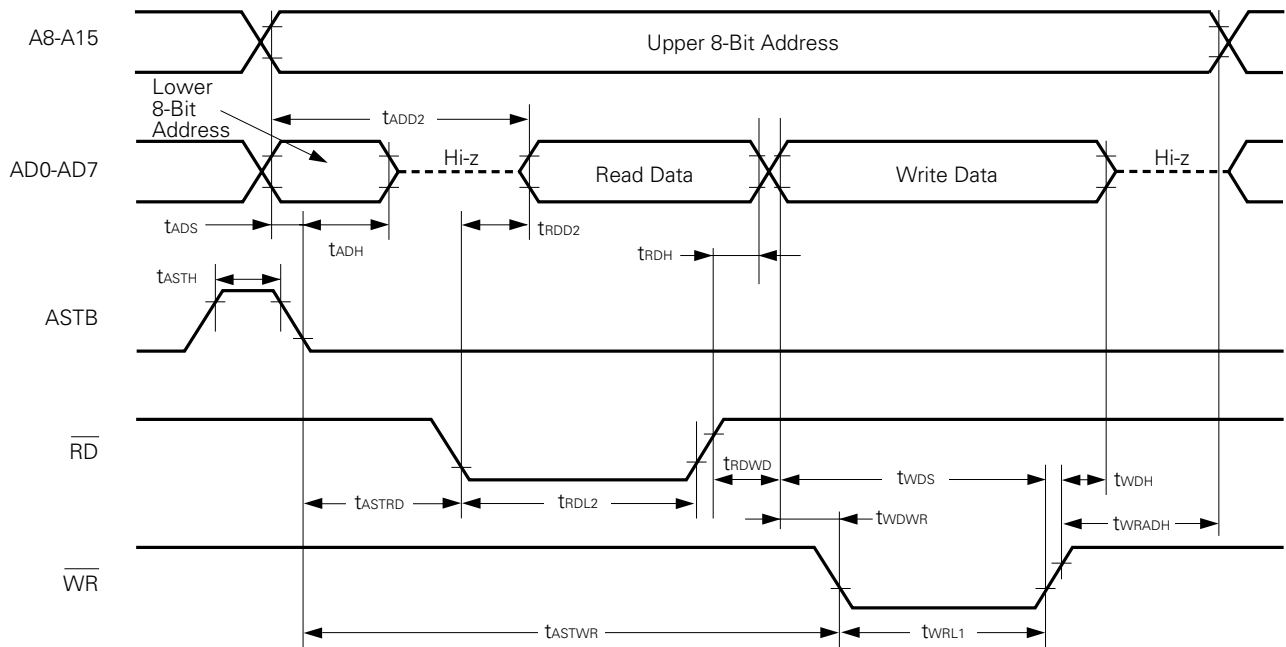 A8-A15
Upper 8-Bit Address
Lower
8-Bit
Address
tADD2
AD0-AD7
Hi-z
Read Data
Write Data
Hi-z
tADS
tADH
tRDD2
tRDH
tASTH
ASTB
RD
tRDWD
tWDS
tWDH
tASTRD
tRDL2
tWDWR
tWRADH
WR
tASTWR
tWRL1